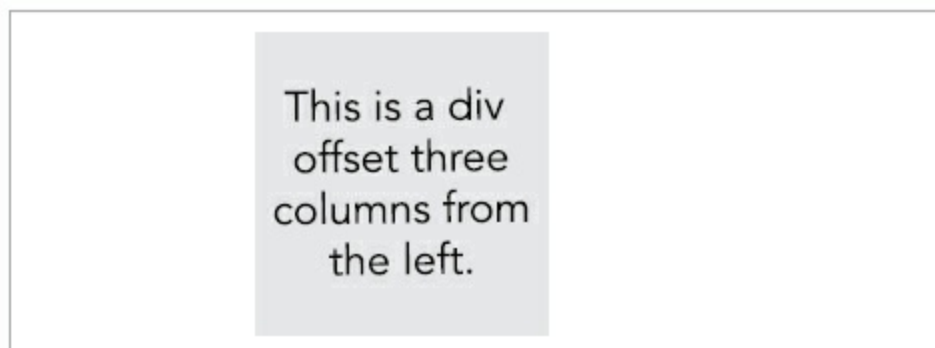 This is a div
offset three
columns from
the left.